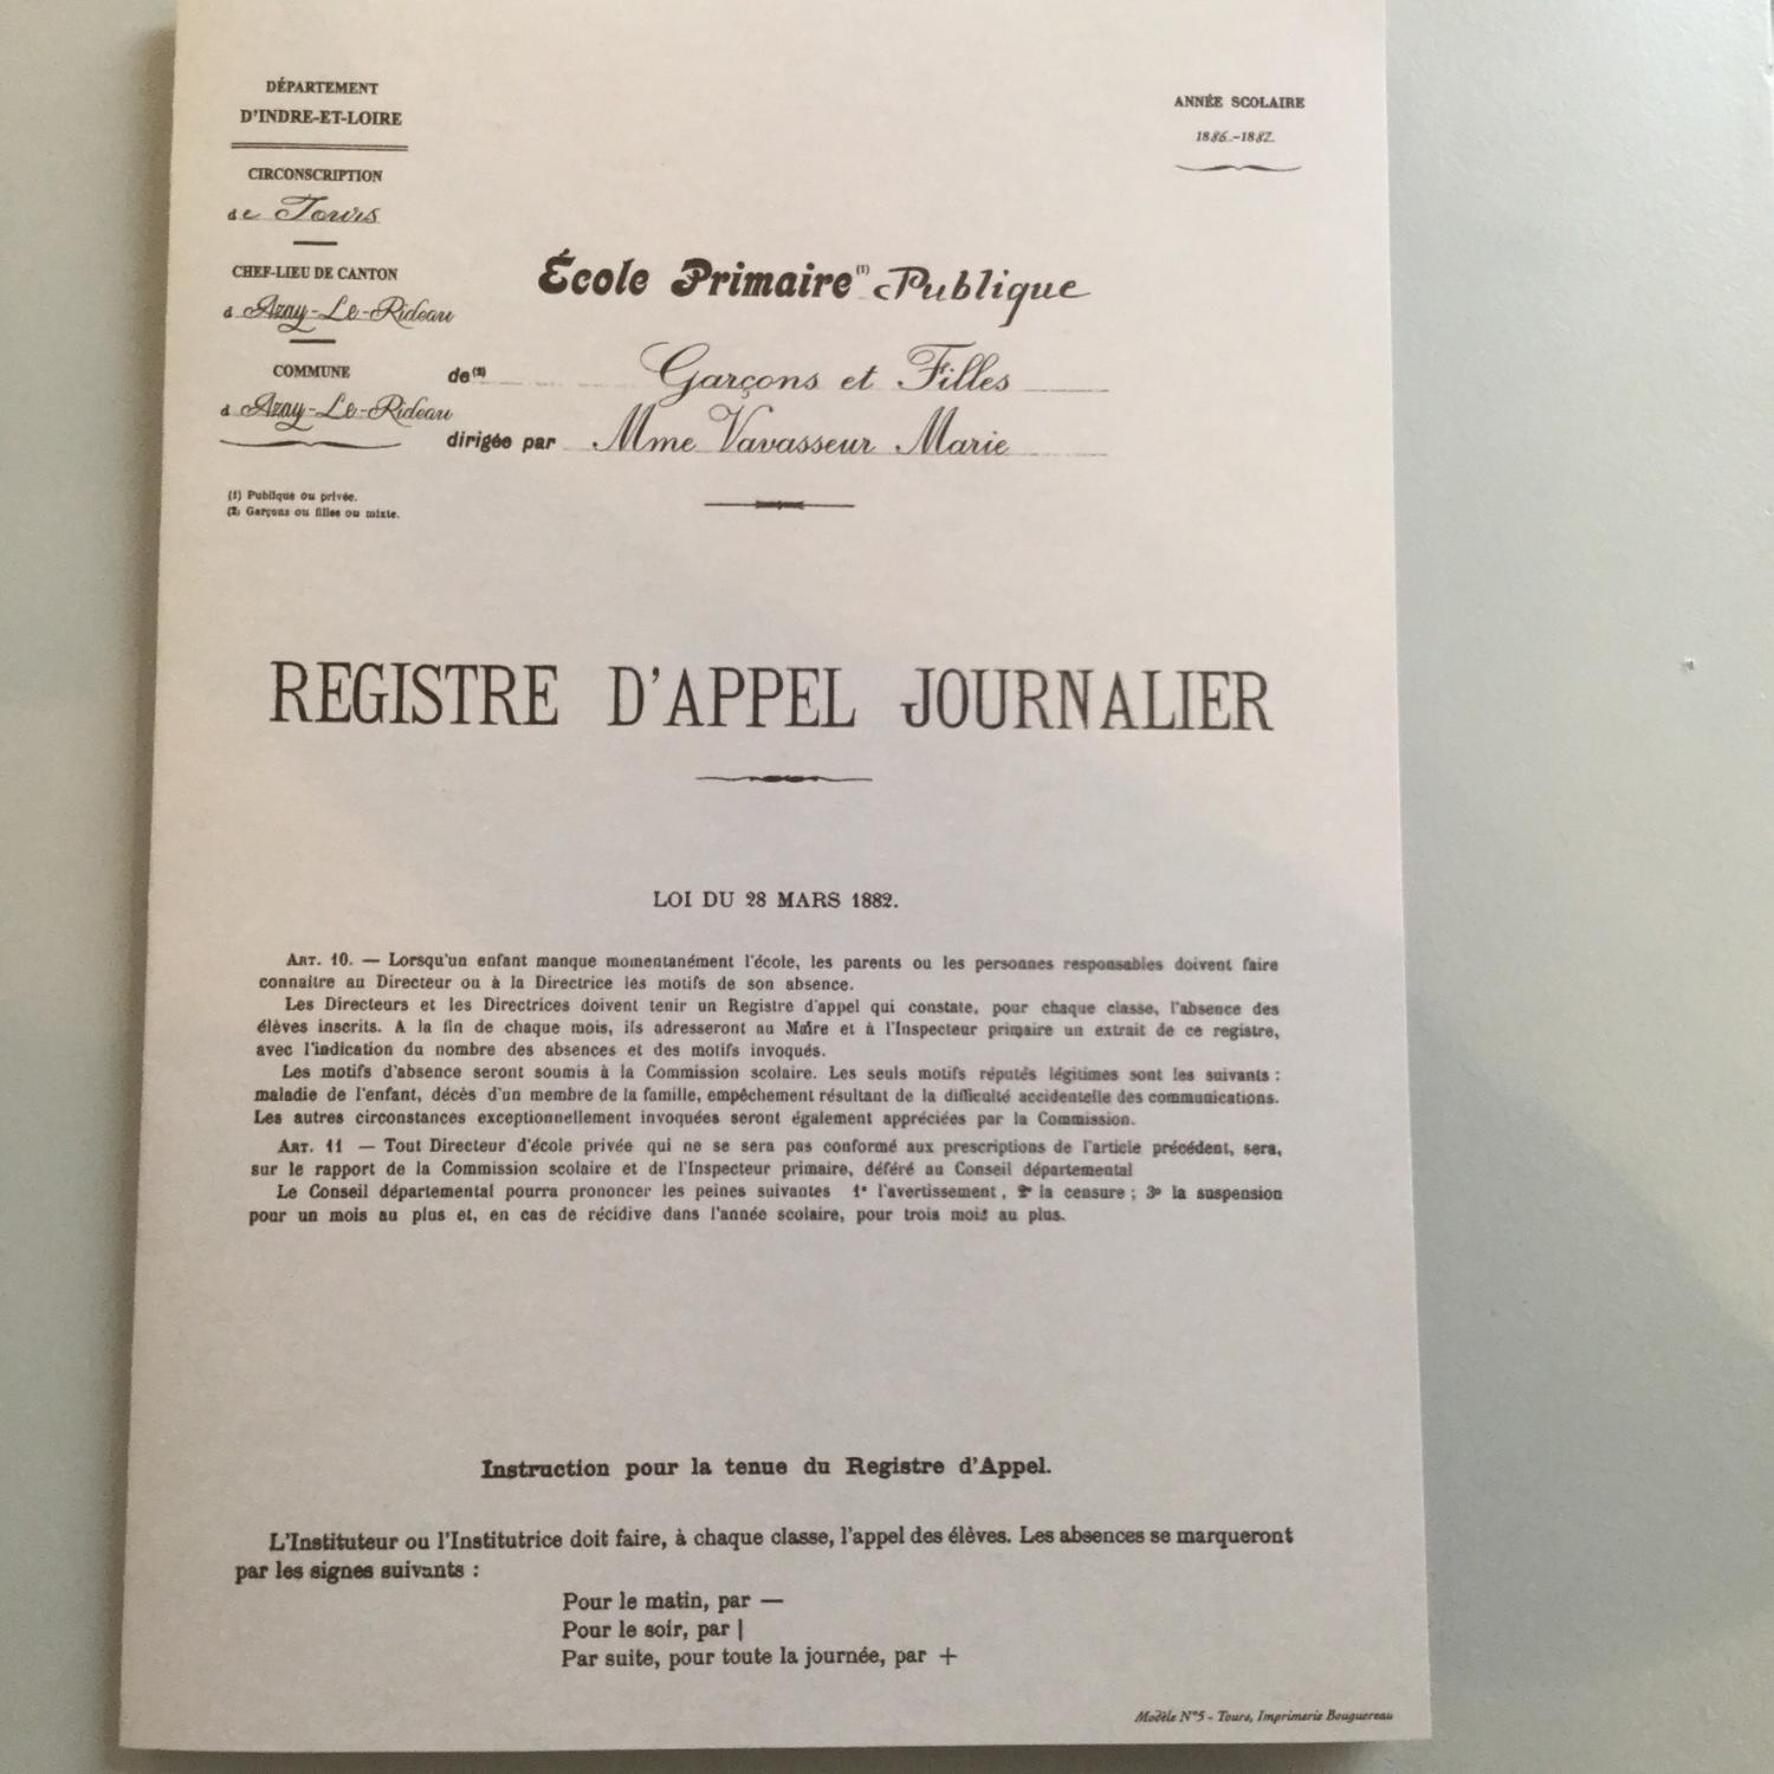 DÉPARTEMENT
D'INDRE-ET-LOIRE
CIRCONSCRIPTION
de Tours
CHEF-LIEU DE CANTON
d Azay-Le-Rideau
COMMUNE
d Azay-Le-Rideau
(1) Publique ou privée.
(2) Garçons ou filles ou mixte.
ANNÉE SCOLAIRE
1886-1882
École Primaire (1) Publique
de (2) Garçons et Filles
dirigée par Mme Vavasseur Marie
REGISTRE D'APPEL JOURNALIER
LOI DU 28 MARS 1882.
ART. 10. — Lorsqu'un enfant manque momentanément l'école, les parents ou les personnes responsables doivent faire
connaitre au Directeur ou à la Directrice les motifs de son absence.
Les Directeurs et les Directrices doivent tenir un Registre d'appel qui constate, pour chaque classe, l'absence des
élèves inscrits. A la fin de chaque mois, ils adresseront au Maire et à l'Inspecteur primaire un extrait de ce registre,
avec l'indication du nombre des absences et des motifs invoqués.
Les motifs d'absence seront soumis à la Commission scolaire. Les seuls motifs réputés légitimes sont les suivants :
maladie de l'enfant, décès d'un membre de la famille, empêchement résultant de la difficulté accidentelle des communications.
Les autres circonstances exceptionnellement invoquées seront également appréciées par la Commission.
ART. 11 — Tout Directeur d'école privée qui ne se sera pas conformé aux prescriptions de l'article précédent, sera,
sur le rapport de la Commission scolaire et de l'Inspecteur primaire, déféré au Conseil départemental
Le Conseil départemental pourra prononcer les peines suivantes 1° l'avertissement, 2° la censure ; 3° la suspension
pour un mois au plus et, en cas de récidive dans l'année scolaire, pour trois mois au plus.
Instruction pour la tenue du Registre d'Appel.
L'Instituteur ou l'Institutrice doit faire, à chaque classe, l'appel des élèves. Les absences se marqueront
par les signes suivants :
Pour le matin, par —
Pour le soir, par |
Par suite, pour toute la journée, par +
Modèle N°5 - Tours, Imprimerie Bouguereau